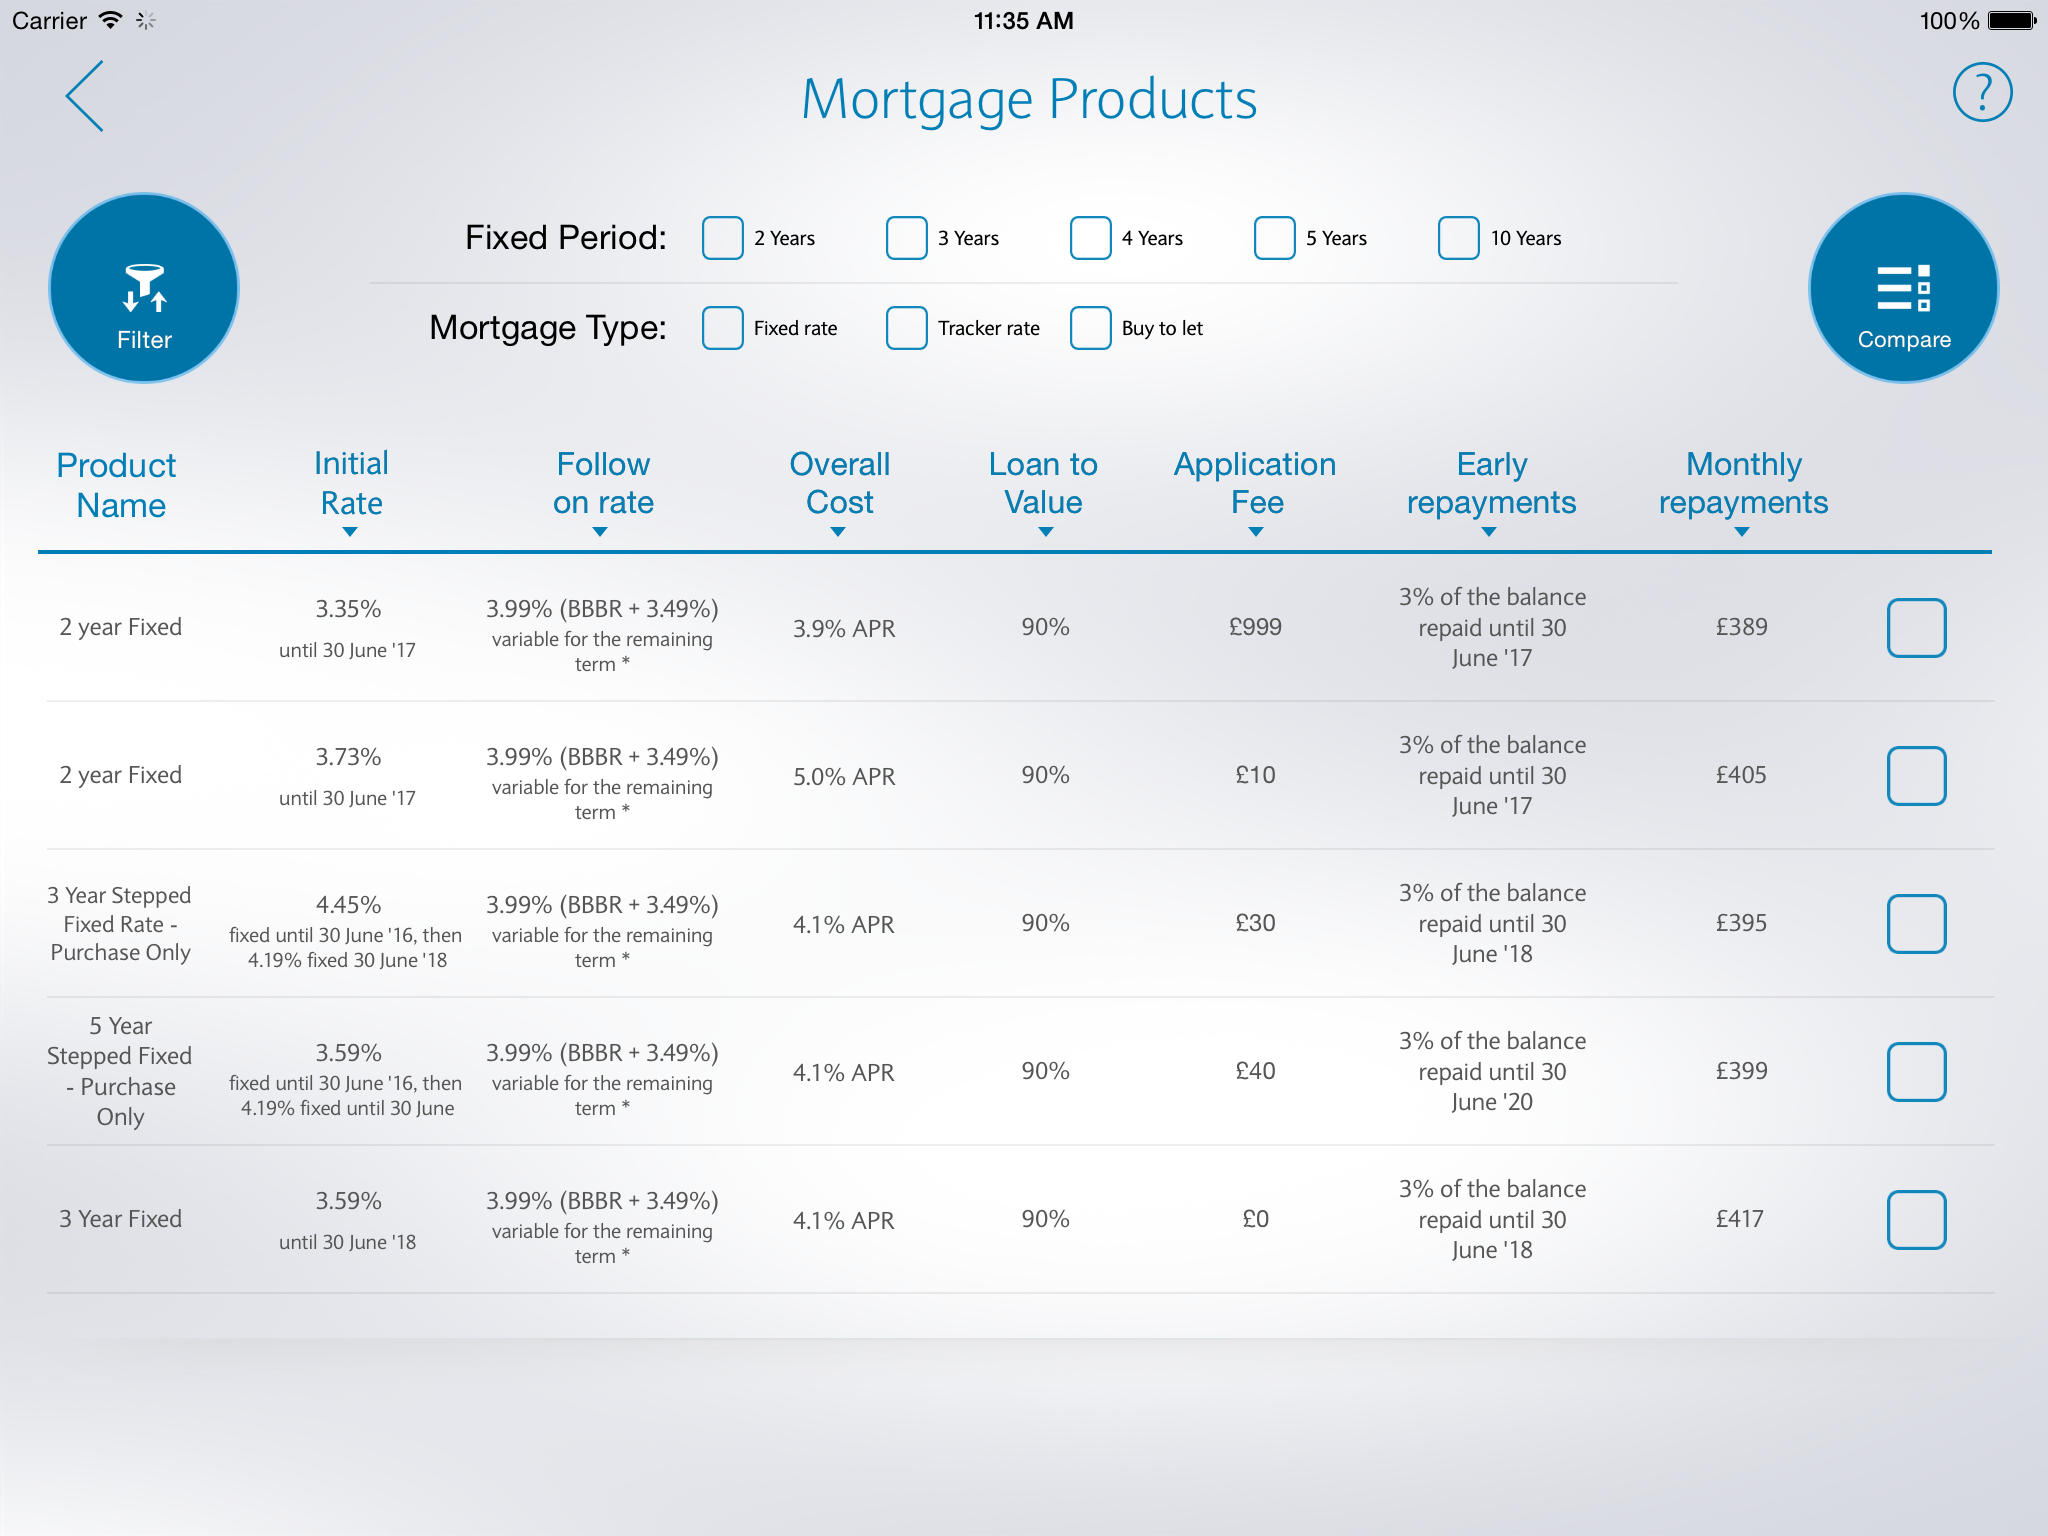 Carrier
11:35 AM
100%
Mortgage Products
?
Filter
Fixed Period:
2 Years
3 Years
4 Years
5 Years
10 Years
Mortgage Type:
Fixed rate
Tracker rate
Buy to let
Compare
Product
Name
Initial
Rate
Follow
on rate
Overall
Cost
Loan to
Value
Application
Fee
Early
repayments
Monthly
repayments
2 year Fixed
3.35%
until 30 June '17
3.99% (BBBR + 3.49%)
variable for the remaining
term *
3.9% APR
90%
£999
3% of the balance
repaid until 30
June '17
£389
2 year Fixed
3.73%
until 30 June '17
3.99% (BBBR + 3.49%)
variable for the remaining
term *
5.0% APR
90%
£10
3% of the balance
repaid until 30
June '17
£405
3 Year Stepped
Fixed Rate -
Purchase Only
4.45%
fixed until 30 June '16, then
4.19% fixed 30 June '18
3.99% (BBBR + 3.49%)
variable for the remaining
term *
4.1% APR
90%
£30
3% of the balance
repaid until 30
June '18
£395
5 Year
Stepped Fixed
- Purchase
Only
3.59%
fixed until 30 June '16, then
4.19% fixed until 30 June
3.99% (BBBR + 3.49%)
variable for the remaining
term *
4.1% APR
90%
£40
3% of the balance
repaid until 30
June '20
£399
3 Year Fixed
3.59%
until 30 June '18
3.99% (BBBR + 3.49%)
variable for the remaining
term *
4.1% APR
90%
£0
3% of the balance
repaid until 30
June '18
£417